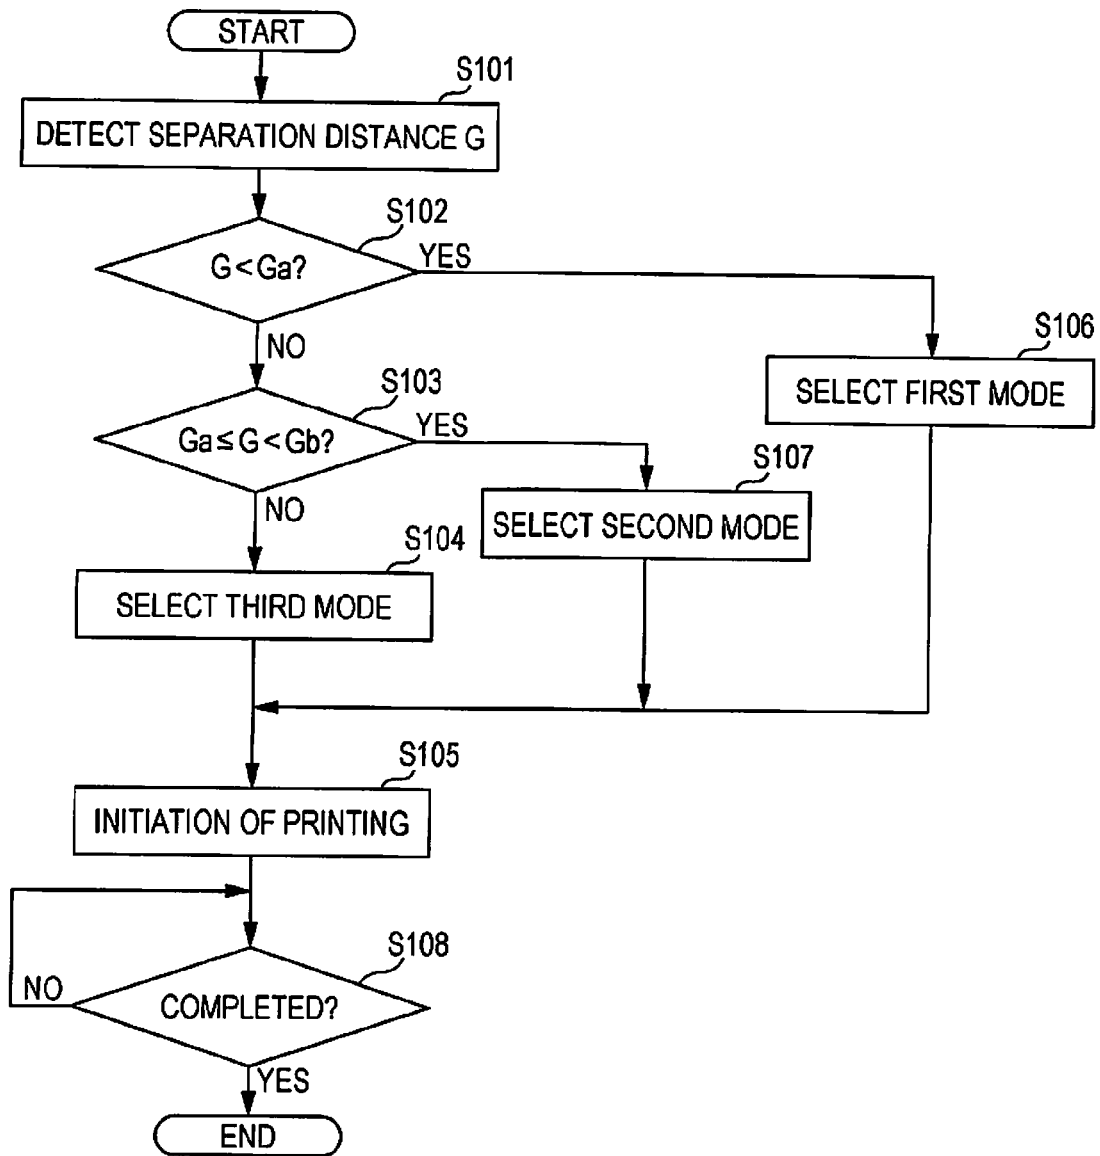 START
S101
DETECT SEPARATION DISTANCE G
S102
G < Ga?
YES
NO
S106
SELECT FIRST MODE
S103
Ga ≤ G < Gb?
YES
NO
S107
SELECT SECOND MODE
S104
SELECT THIRD MODE
S105
INITIATION OF PRINTING
S108
COMPLETED?
NO
YES
END